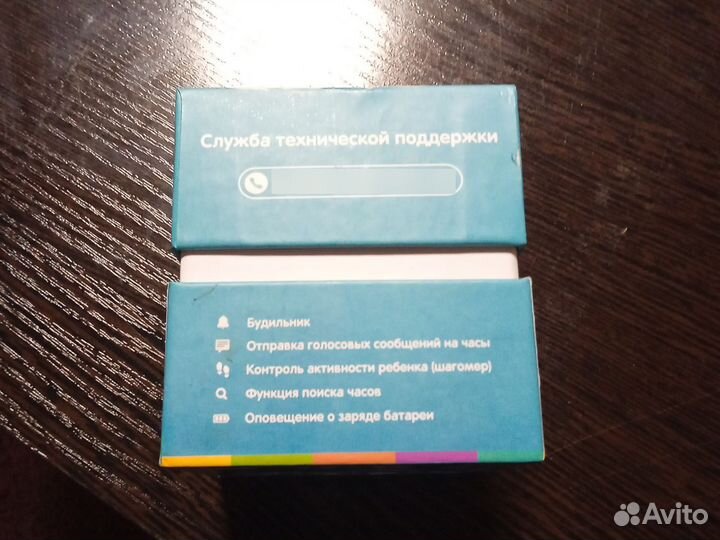 Служба технической поддержки
Будильник
Отправка голосовых сообщений на часы
Контроль активности ребенка (шагомер)
Функция поиска часов
Оповещение о заряде батареи
Avito